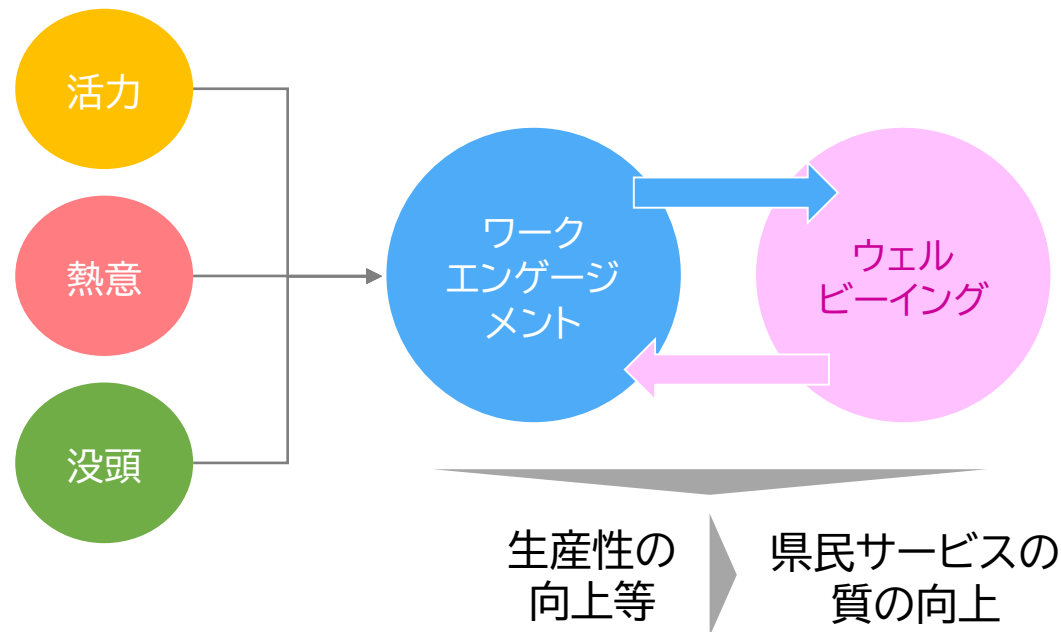 活力
熱意
没頭
ワーク
エンゲージ
メント
ウェル
ビーイング
生産性の
向上等
県民サービスの
質の向上